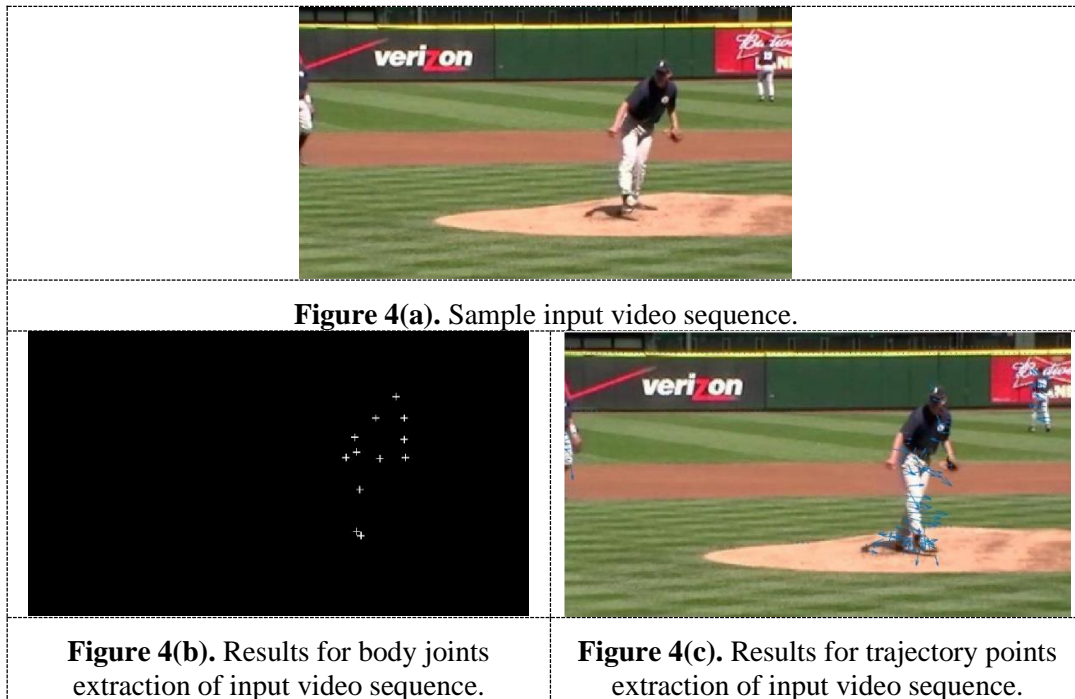 verizon
Figure 4(a). Sample input video sequence.
verizon
Figure 4(b). Results for body joints
extraction of input video sequence.
Figure 4(c). Results for trajectory points
extraction of input video sequence.